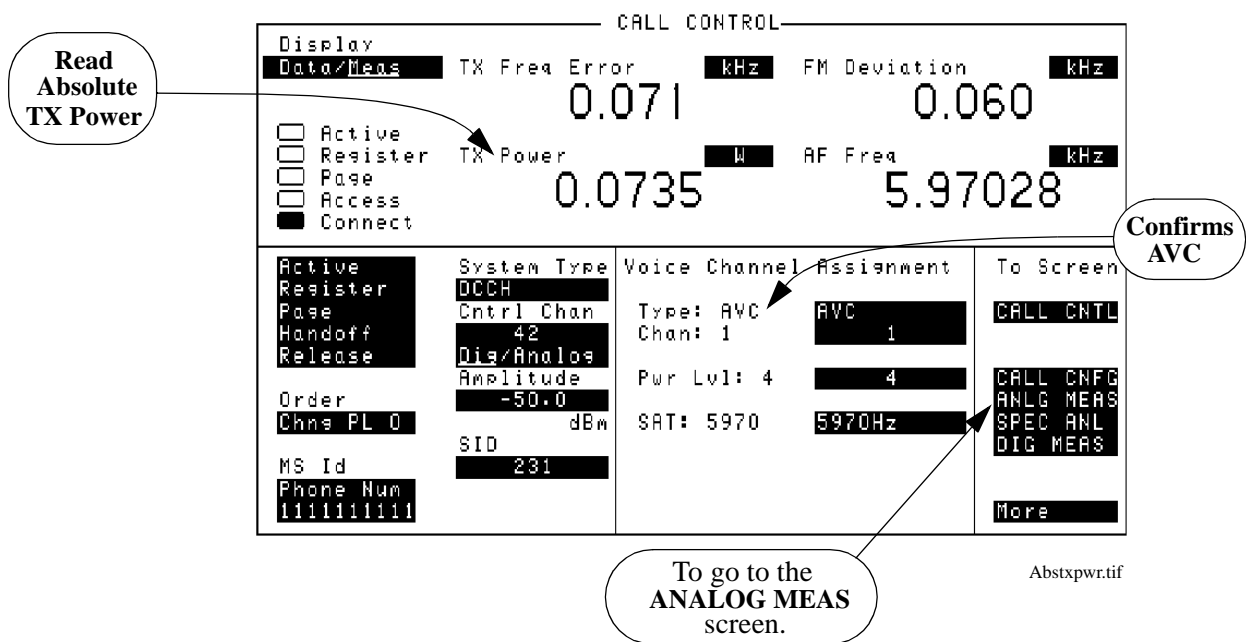 CALL CONTROL
Read
Absolute
TX Power
Display
Data/Meas
TX Freq Error
kHz
FM Deviation
kHz
0.071
0.060
Active
Register
Page
Access
Connect
TX Power
W
AF Freq
kHz
0.0735
5.97028
Confirms
AVC
Active
Register
Page
Handoff
Release
Order
Chng PL 0
MS Id
Phone Num
1111111111
System Type
DCCH
Cntrl Chan
42
Dig/Analog
Amplitude
-50.0
dBm
SID
231
Voice Channel Assignment
Type: AVC
AVC
Chan: 1
1
Pwr Lvl: 4
4
SAT: 5970
5970Hz
To Screen
CALL CNTL
CALL CNFG
ANLG MEAS
SPEC ANL
DIG MEAS
More
To go to the
ANALOG MEAS
screen.
Abstxpwr.tif